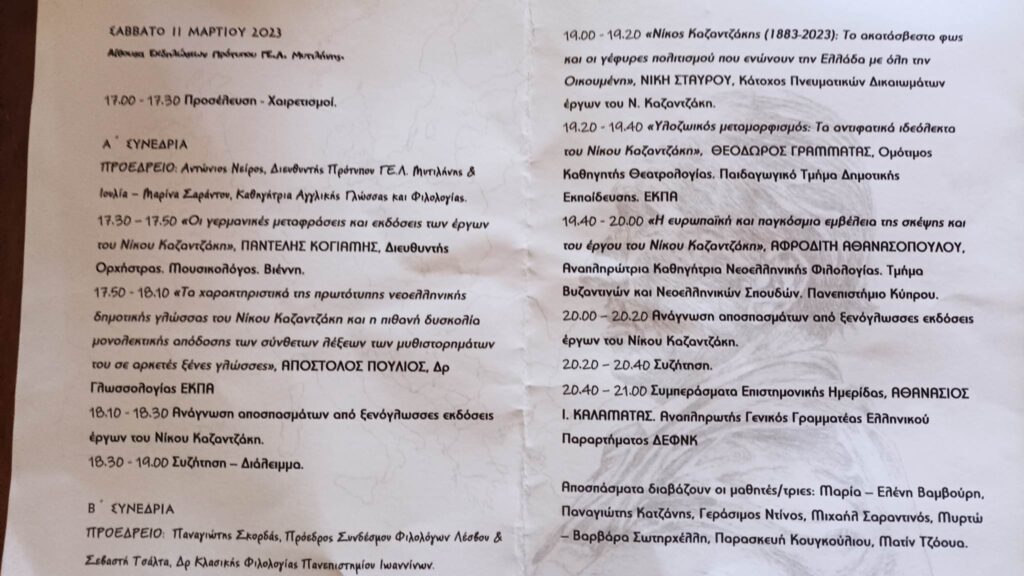 ΣΑΒΒΑΤΟ 11 ΜΑΡΤΙΟΥ 2023
Αίθουσα Εκδηλώσεων Πρότυπου ΓΕ.Λ. Μυτιλήνης.
17.00 - 17.30 Προσέλευση - Χαιρετισμοί.
Α΄ ΣΥΝΕΔΡΙΑ
ΠΡΟΕΔΡΕΙΟ: Αντώνιος Νείρος, Διευθυντής Πρότυπου ΓΕ.Λ. Μυτιλήνης &
Ιουλία – Μαρίνα Σαράντου, Καθηγήτρια Αγγλικής Γλώσσας και Φιλολογίας.
17.30 – 17.50 «Οι γερμανικές μεταφράσεις και εκδόσεις των έργων
του Νίκου Καζαντζάκη», ΠΑΝΤΕΛΗΣ ΚΟΓΙΑΜΗΣ, Διευθυντής
Ορχήστρας. Μουσικολόγος. Βιέννη.
17.50 - 18.10 «Τα χαρακτηριστικά της πρωτότυπης νεοελληνικής
δημοτικής γλώσσας του Νίκου Καζαντζάκη και η πιθανή δυσκολία
μονολεκτικής απόδοσης των σύνθετων λέξεων των μυθιστορημάτων
του σε αρκετές ξένες γλώσσες», ΑΠΟΣΤΟΛΟΣ ΠΟΥΛΙΟΣ, Δρ
Γλωσσολογίας ΕΚΠΑ
18.10 - 18.30 Ανάγνωση αποσπασμάτων από ξενόγλωσσες εκδόσεις
έργων του Νίκου Καζαντζάκη.
18.30 - 19.00 Συζήτηση – Διάλειμμα.
Β΄ ΣΥΝΕΔΡΙΑ
ΠΡΟΕΔΡΕΙΟ: Παναγιώτης Σκορδάς, Πρόεδρος Συνδέσμου Φιλολόγων Λέσβου &
Σεβαστή Τσάλτα, Δρ Κλασικής Φιλολογίας Πανεπιστημίου Ιωαννίνων.
19.00 - 19.20 «Νίκος Καζαντζάκης (1883-2023): Το ακατάσβεστο φως
και οι γέφυρες πολιτισμού που ενώνουν την Ελλάδα με όλη την
Οικουμένη», ΝΙΚΗ ΣΤΑΥΡΟΥ, Κάτοχος Πνευματικών Δικαιωμάτων
έργων του Ν. Καζαντζάκη.
19.20 - 19.40 «Υλοζωικός μεταμορφισμός: Τα αντιφατικά ιδεόλεκτα
του Νίκου Καζαντζάκη», ΘΕΟΔΩΡΟΣ ΓΡΑΜΜΑΤΑΣ, Ομότιμος
Καθηγητής Θεατρολογίας. Παιδαγωγικό Τμήμα Δημοτικής
Εκπαίδευσης. ΕΚΠΑ
19.40 - 20.00 «Η ευρωπαϊκή και παγκόσμια εμβέλεια της σκέψης και
του έργου του Νίκου Καζαντζάκη», ΑΦΡΟΔΙΤΗ ΑΘΑΝΑΣΟΠΟΥΛΟΥ,
Αναπληρώτρια Καθηγήτρια Νεοελληνικής Φιλολογίας. Τμήμα
Βυζαντινών και Νεοελληνικών Σπουδών. Πανεπιστήμιο Κύπρου.
20.00 – 20.20 Ανάγνωση αποσπασμάτων από ξενόγλωσσες εκδόσεις
έργων του Νίκου Καζαντζάκη.
20.20 – 20.40 Συζήτηση.
20.40 – 21.00 Συμπεράσματα Επιστημονικής Ημερίδας, ΑΘΑΝΑΣΙΟΣ
Ι. ΚΑΛΑΜΑΤΑΣ. Αναπληρωτής Γενικός Γραμματέας Ελληνικού
Παραρτήματος ΔΕΦΝΚ
Αποσπάσματα διαβάζουν οι μαθητές/τριες: Μαρία – Ελένη Βαμβούρη,
Παναγιώτης Κατζάνης, Γεράσιμος Ντίνος, Μιχαήλ Σαραντινός, Μυρτώ
– Βαρβάρα Σωτηρχέλλη, Παρασκευή Κουγκούλιου, Ματίν Τζόουα.